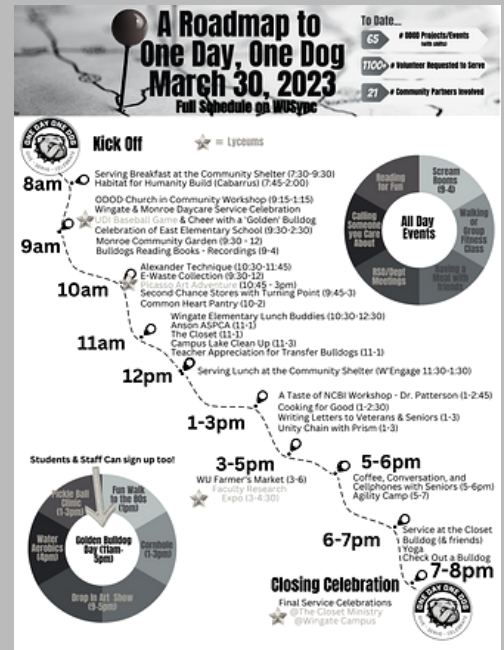 A Roadmap to
One Day, One Dog
March 30, 2023
Full Schedule on WUSync
To Date...
65 # ODOD Projects/Events
(with shifts)
1100+ # Volunteer Requested to Serve
21 # Community Partners Involved
ONE DAY ONE DOG
GIVE · SERVE · CELEBRATE
Kick Off
= Lyceums
8am
Serving Breakfast at the Community Shelter (7:30-9:30)
Habitat for Humanity Build (Cabarrus) (7:45-2:00)
ODOD Church in Community Workshop (9:15-1:15)
Wingate & Monroe Daycare Service Celebration
UDI Baseball Game & Cheer with a 'Golden' Bulldog
Celebration of East Elementary School (9:30-2:30)
Monroe Community Garden (9:30 - 12)
Bulldogs Reading Books - Recordings (9-4)
9am
Alexander Technique (10:30-11:45)
E-Waste Collection (9:30-12)
Picasso Art Adventure (10:45 - 3pm)
Second Chance Stores with Turning Point (9:45-3)
Common Heart Pantry (10-2)
10am
Wingate Elementary Lunch Buddies (10:30-12:30)
Anson ASPCA (11-1)
The Closet (11-1)
Campus Lake Clean Up (11-3)
Teacher Appreciation for Transfer Bulldogs (11-1)
11am
12pm
Serving Lunch at the Community Shelter (W'Engage 11:30-1:30)
All Day
Events
Scream
Rooms
(9-4)
Walking
or
Group
Fitness
Class
Having a
Meal with
friends
RSO/Dept
Meetings
Calling
Someone
you Care
About
Reading
for Fun
1-3pm
A Taste of NCBI Workshop - Dr. Patterson (1-2:45)
Cooking for Good (1-2:30)
Writing Letters to Veterans & Seniors (1-3)
Unity Chain with Prism (1-3)
3-5pm
WU Farmer's Market (3-6)
Faculty Research
Expo (3-4:30)
5-6pm
Coffee, Conversation, and
Cellphones with Seniors (5-6pm)
Agility Camp (5-7)
6-7pm
Service at the Closet
Bulldog (& friends)
Yoga
Check Out a Bulldog
7-8pm
Students & Staff Can sign up too!
Golden Bulldog
Day (11am-
5pm)
Fun Walk
to the 80s
(1pm)
Cornhole
(1-3pm)
Drop In Art Show
(9-5pm)
Water
Aerobics
(4pm)
Pickle Ball
Clinic
(1-3pm)
Closing Celebration
Final Service Celebrations
@The Closet Ministry
@Wingate Campus
ONE DAY ONE DOG
GIVE · SERVE · CELEBRATE